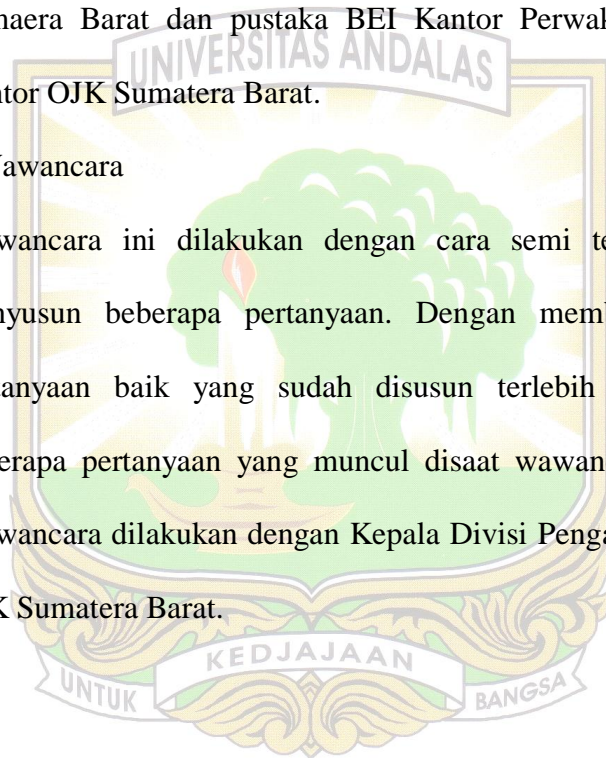 naera Barat dan pustaka BEI Kantor Perwak
UNIVERSITAS ANDALAS
ntor OJK Sumatera Barat.
Wawancara
wancara ini dilakukan dengan cara semi te
nyusun beberapa pertanyaan. Dengan memb
tanyaan baik yang sudah disusun terlebih
erapa pertanyaan yang muncul disaat wawan
wancara dilakukan dengan Kepala Divisi Penga
K Sumatera Barat.
KEDJAJAAN
UNTUK BANGSA